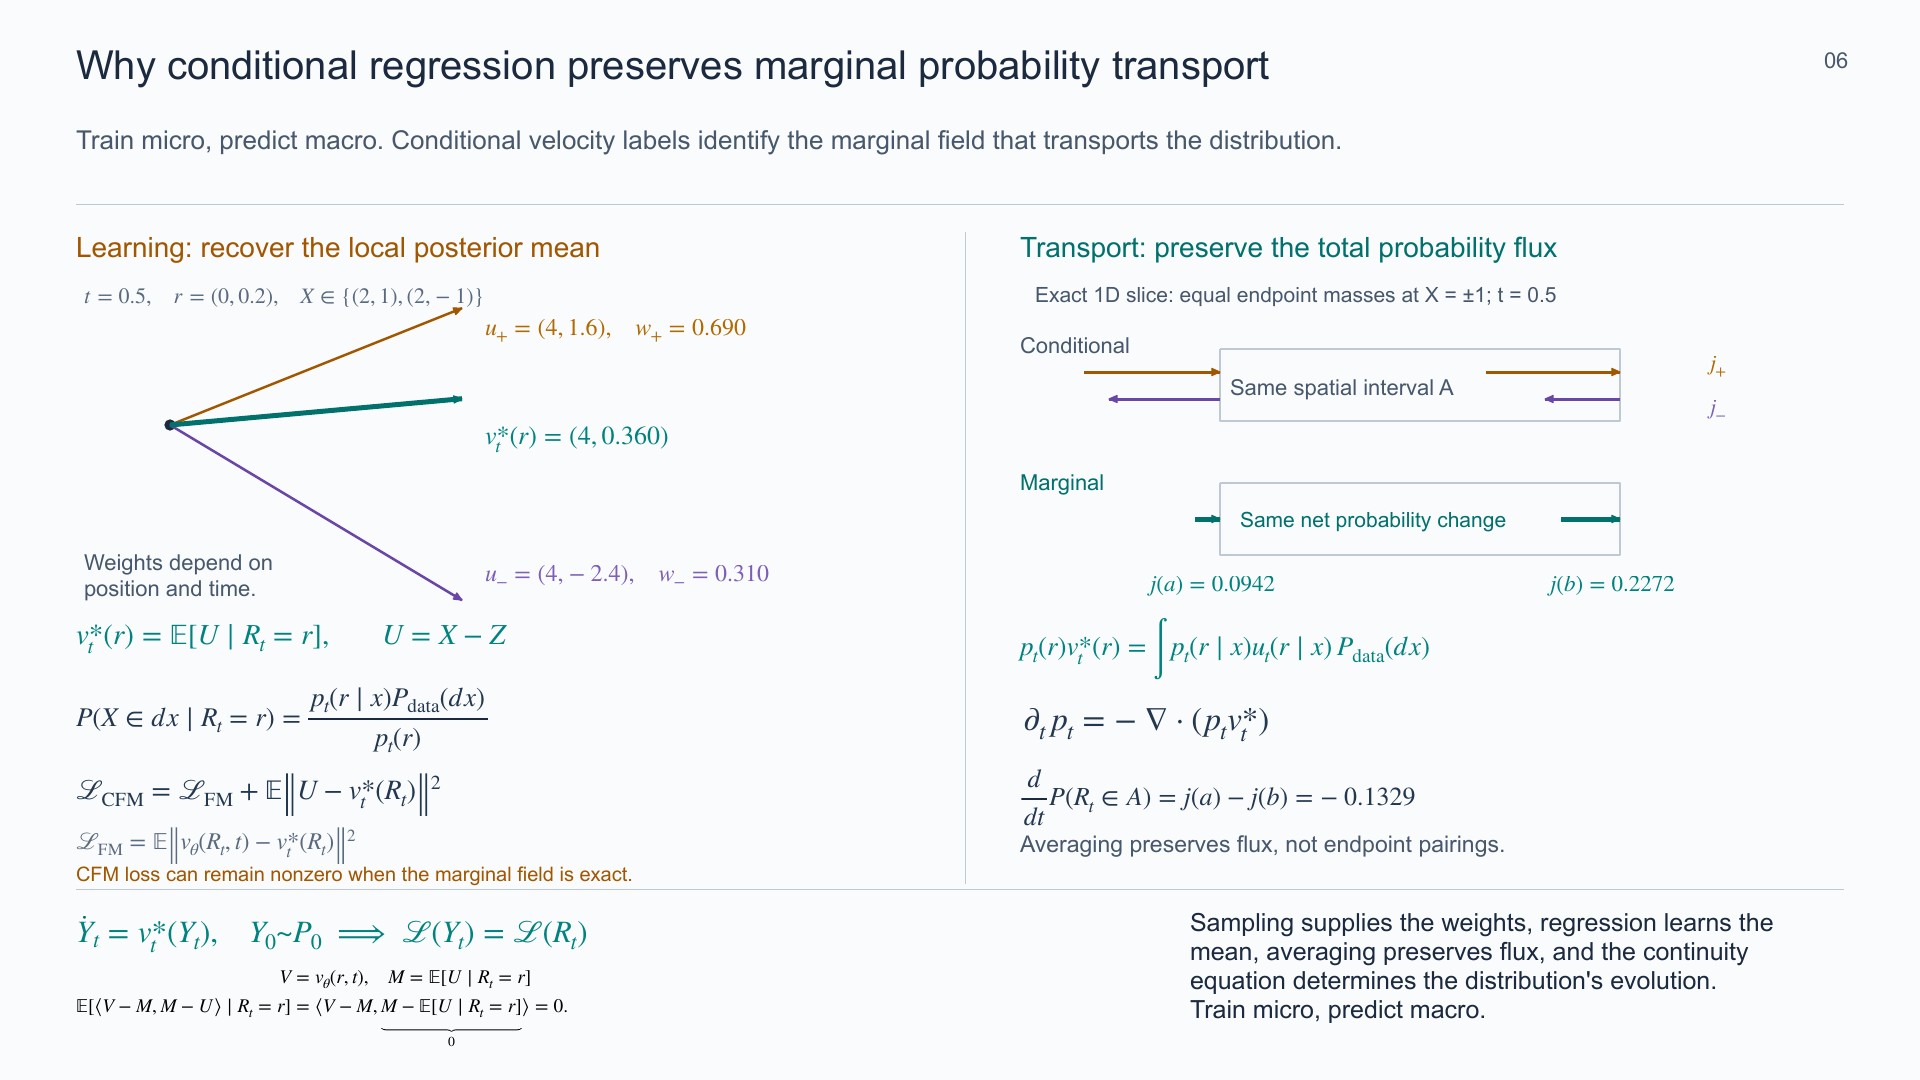 Why conditional regression preserves marginal probability transport
06
Train micro, predict macro. Conditional velocity labels identify the marginal field that transports the distribution.
Learning: recover the local posterior mean
t = 0.5, r = (0, 0.2), X ∈ {(2, 1), (2, − 1)}
u₊ = (4, 1.6), w₊ = 0.690
v*ₜ(r) = (4, 0.360)
u₋ = (4, − 2.4), w₋ = 0.310
Weights depend on
position and time.
v*ₜ(r) = 𝔼[U | Rₜ = r], U = X − Z
P(X ∈ dx | Rₜ = r) = pₜ(r | x)P_data(dx) / pₜ(r)
ℒ_CFM = ℒ_FM + 𝔼‖U − v*ₜ(Rₜ)‖²
ℒ_FM = 𝔼‖v_θ(Rₜ, t) − v*ₜ(Rₜ)‖²
CFM loss can remain nonzero when the marginal field is exact.
Transport: preserve the total probability flux
Exact 1D slice: equal endpoint masses at X = ±1; t = 0.5
Conditional
Same spatial interval A
j₊
j₋
Marginal
Same net probability change
j(a) = 0.0942
j(b) = 0.2272
pₜ(r)v*ₜ(r) = ∫pₜ(r | x)uₜ(r | x) P_data(dx)
∂ₜpₜ = − ∇ · (pₜv*ₜ)
d/dt P(Rₜ ∈ A) = j(a) − j(b) = − 0.1329
Averaging preserves flux, not endpoint pairings.
Ẏₜ = v*ₜ(Yₜ), Y₀~P₀ ⟹ ℒ(Yₜ) = ℒ(Rₜ)
V = v_θ(r, t), M = 𝔼[U | Rₜ = r]
𝔼[⟨V − M, M − U⟩ | Rₜ = r] = ⟨V − M, M − 𝔼[U | Rₜ = r]⟩ = 0.
0
Sampling supplies the weights, regression learns the
mean, averaging preserves flux, and the continuity
equation determines the distribution's evolution.
Train micro, predict macro.